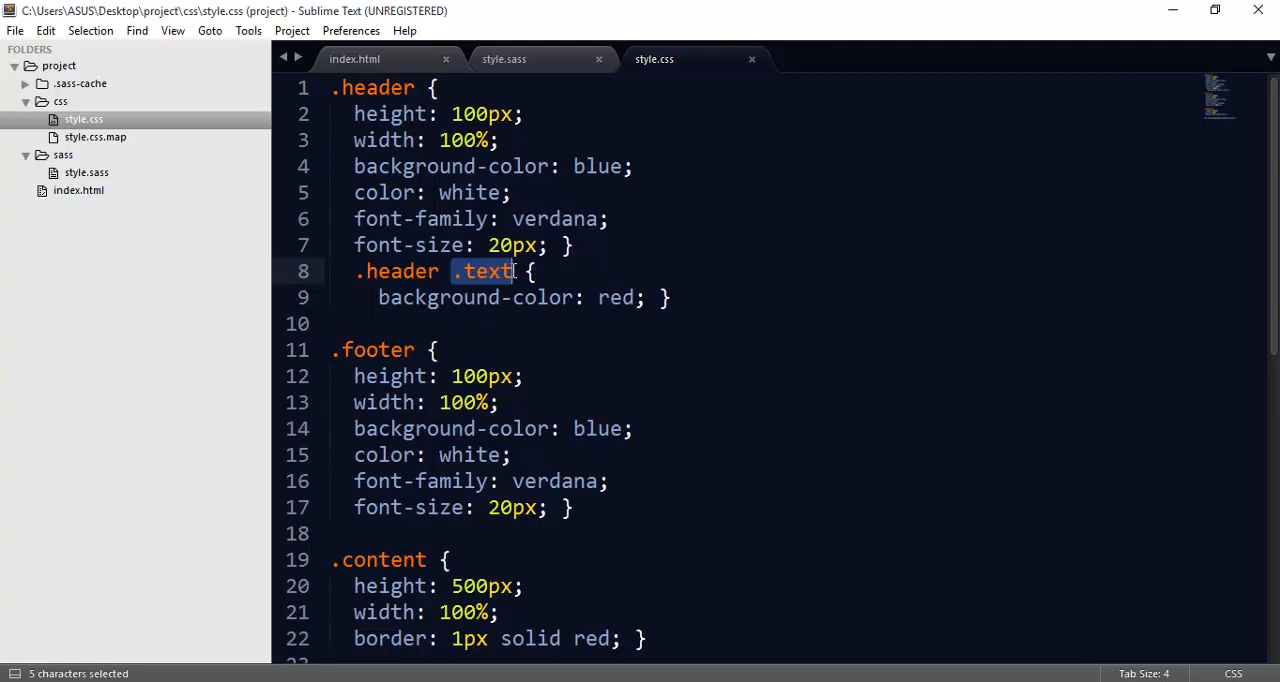 C:\Users\ASUS\Desktop\project\css\style.css (project) - Sublime Text (UNREGISTERED)
File Edit Selection Find View Goto Tools Project Preferences Help
FOLDERS
project
.sass-cache
css
style.css
style.css.map
sass
style.sass
index.html
index.html style.sass style.css
1 .header {
2 height: 100px;
3 width: 100%;
4 background-color: blue;
5 color: white;
6 font-family: verdana;
7 font-size: 20px; }
8 .header .text {
9 background-color: red; }
10
11 .footer {
12 height: 100px;
13 width: 100%;
14 background-color: blue;
15 color: white;
16 font-family: verdana;
17 font-size: 20px; }
18
19 .content {
20 height: 500px;
21 width: 100%;
22 border: 1px solid red; }
5 characters selected Tab Size: 4 CSS